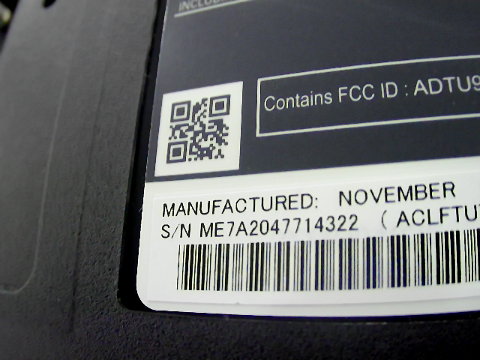 Contains FCC ID : ADTU9
MANUFACTURED: NOVEMBER
S/N ME7A2047714322 ( ACLFTU